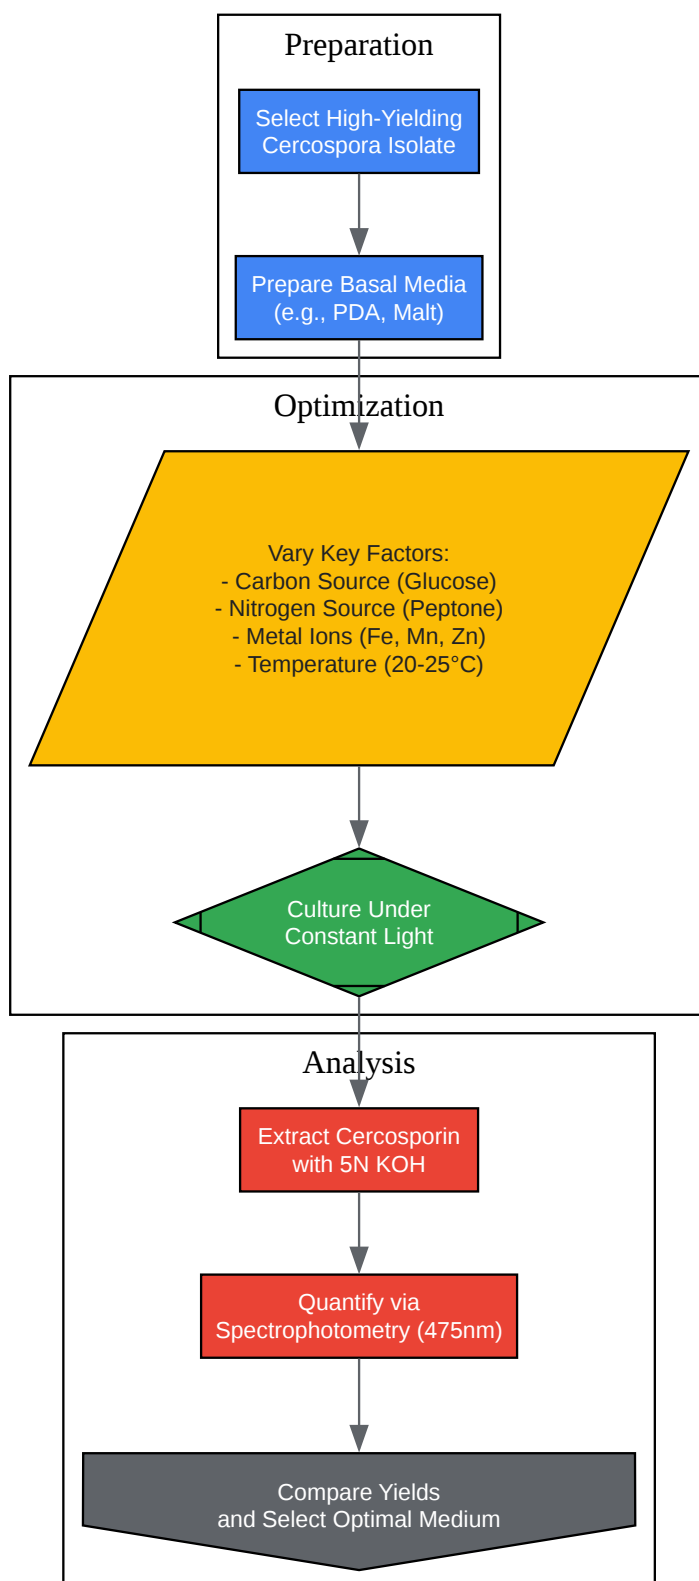 Preparation
Select High-Yielding
Cercospora Isolate
Prepare Basal Media
(e.g., PDA, Malt)
Optimization
Vary Key Factors:
- Carbon Source (Glucose)
- Nitrogen Source (Peptone)
- Metal Ions (Fe, Mn, Zn)
- Temperature (20-25°C)
Culture Under
Constant Light
Analysis
Extract Cercosporin
with 5N KOH
Quantify via
Spectrophotometry (475nm)
Compare Yields
and Select Optimal Medium